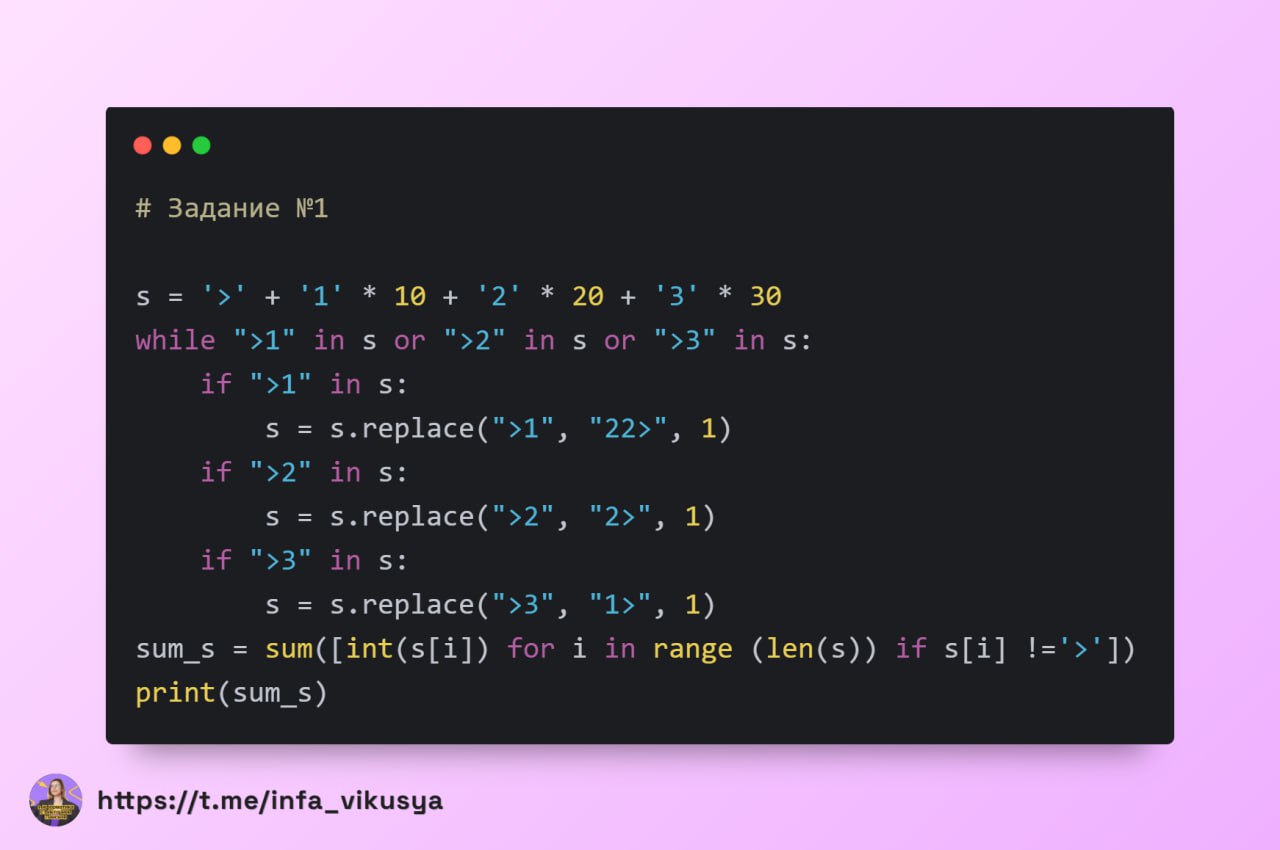 # Задание №1
s = '>' + '1' * 10 + '2' * 20 + '3' * 30
while ">1" in s or ">2" in s or ">3" in s:
    if ">1" in s:
        s = s.replace(">1", "22>", 1)
    if ">2" in s:
        s = s.replace(">2", "2>", 1)
    if ">3" in s:
        s = s.replace(">3", "1>", 1)
sum_s = sum([int(s[i]) for i in range (len(s)) if s[i] !='>'])
print(sum_s)
https://t.me/infa_vikusya